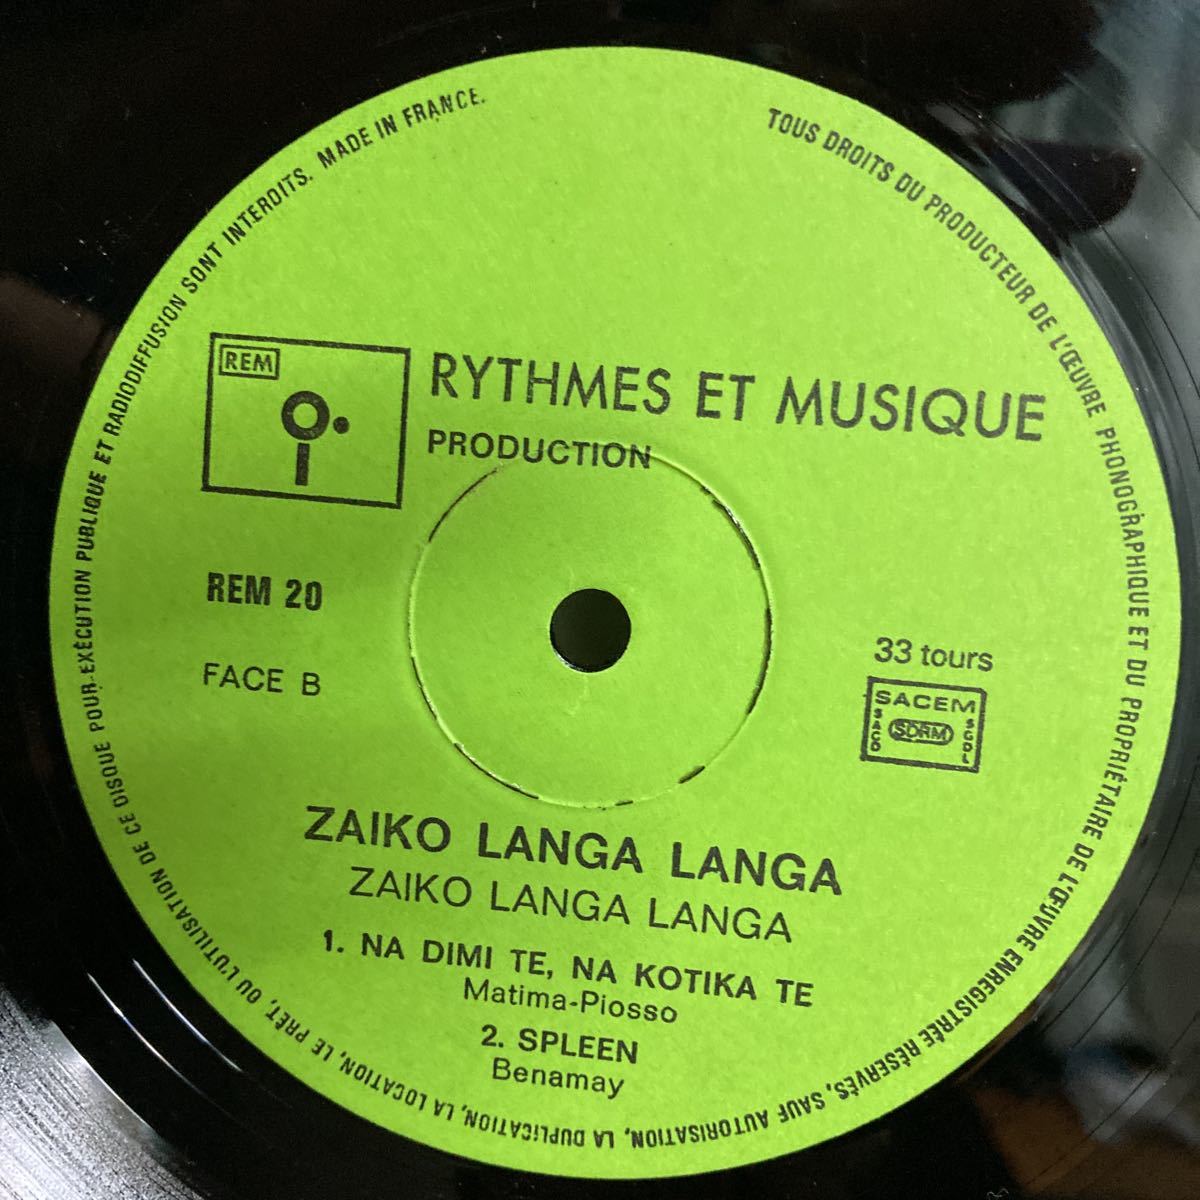 TOUS DROITS DU PRODUCTEUR DE L'ŒUVRE PHONOGRAPHIQUE ET DU PROPRIÉTAIRE DE L'ŒUVRE ENREGISTRÉE RÉSERVÉS, SAUF AUTORISATION, LA DUPLICATION, LA LOCATION, LE PRÊT, OU L'UTILISATION DE CE DISQUE POUR EXÉCUTION PUBLIQUE ET RADIODIFFUSION SONT INTERDITS. MADE IN FRANCE.
REM
RYTHMES ET MUSIQUE
PRODUCTION
REM 20
FACE B
33 tours
SACEM
SACD
SDRM
SGDL
ZAIKO LANGA LANGA
ZAIKO LANGA LANGA
1. NA DIMI TE, NA KOTIKA TE
Matima-Piosso
2. SPLEEN
Benamay